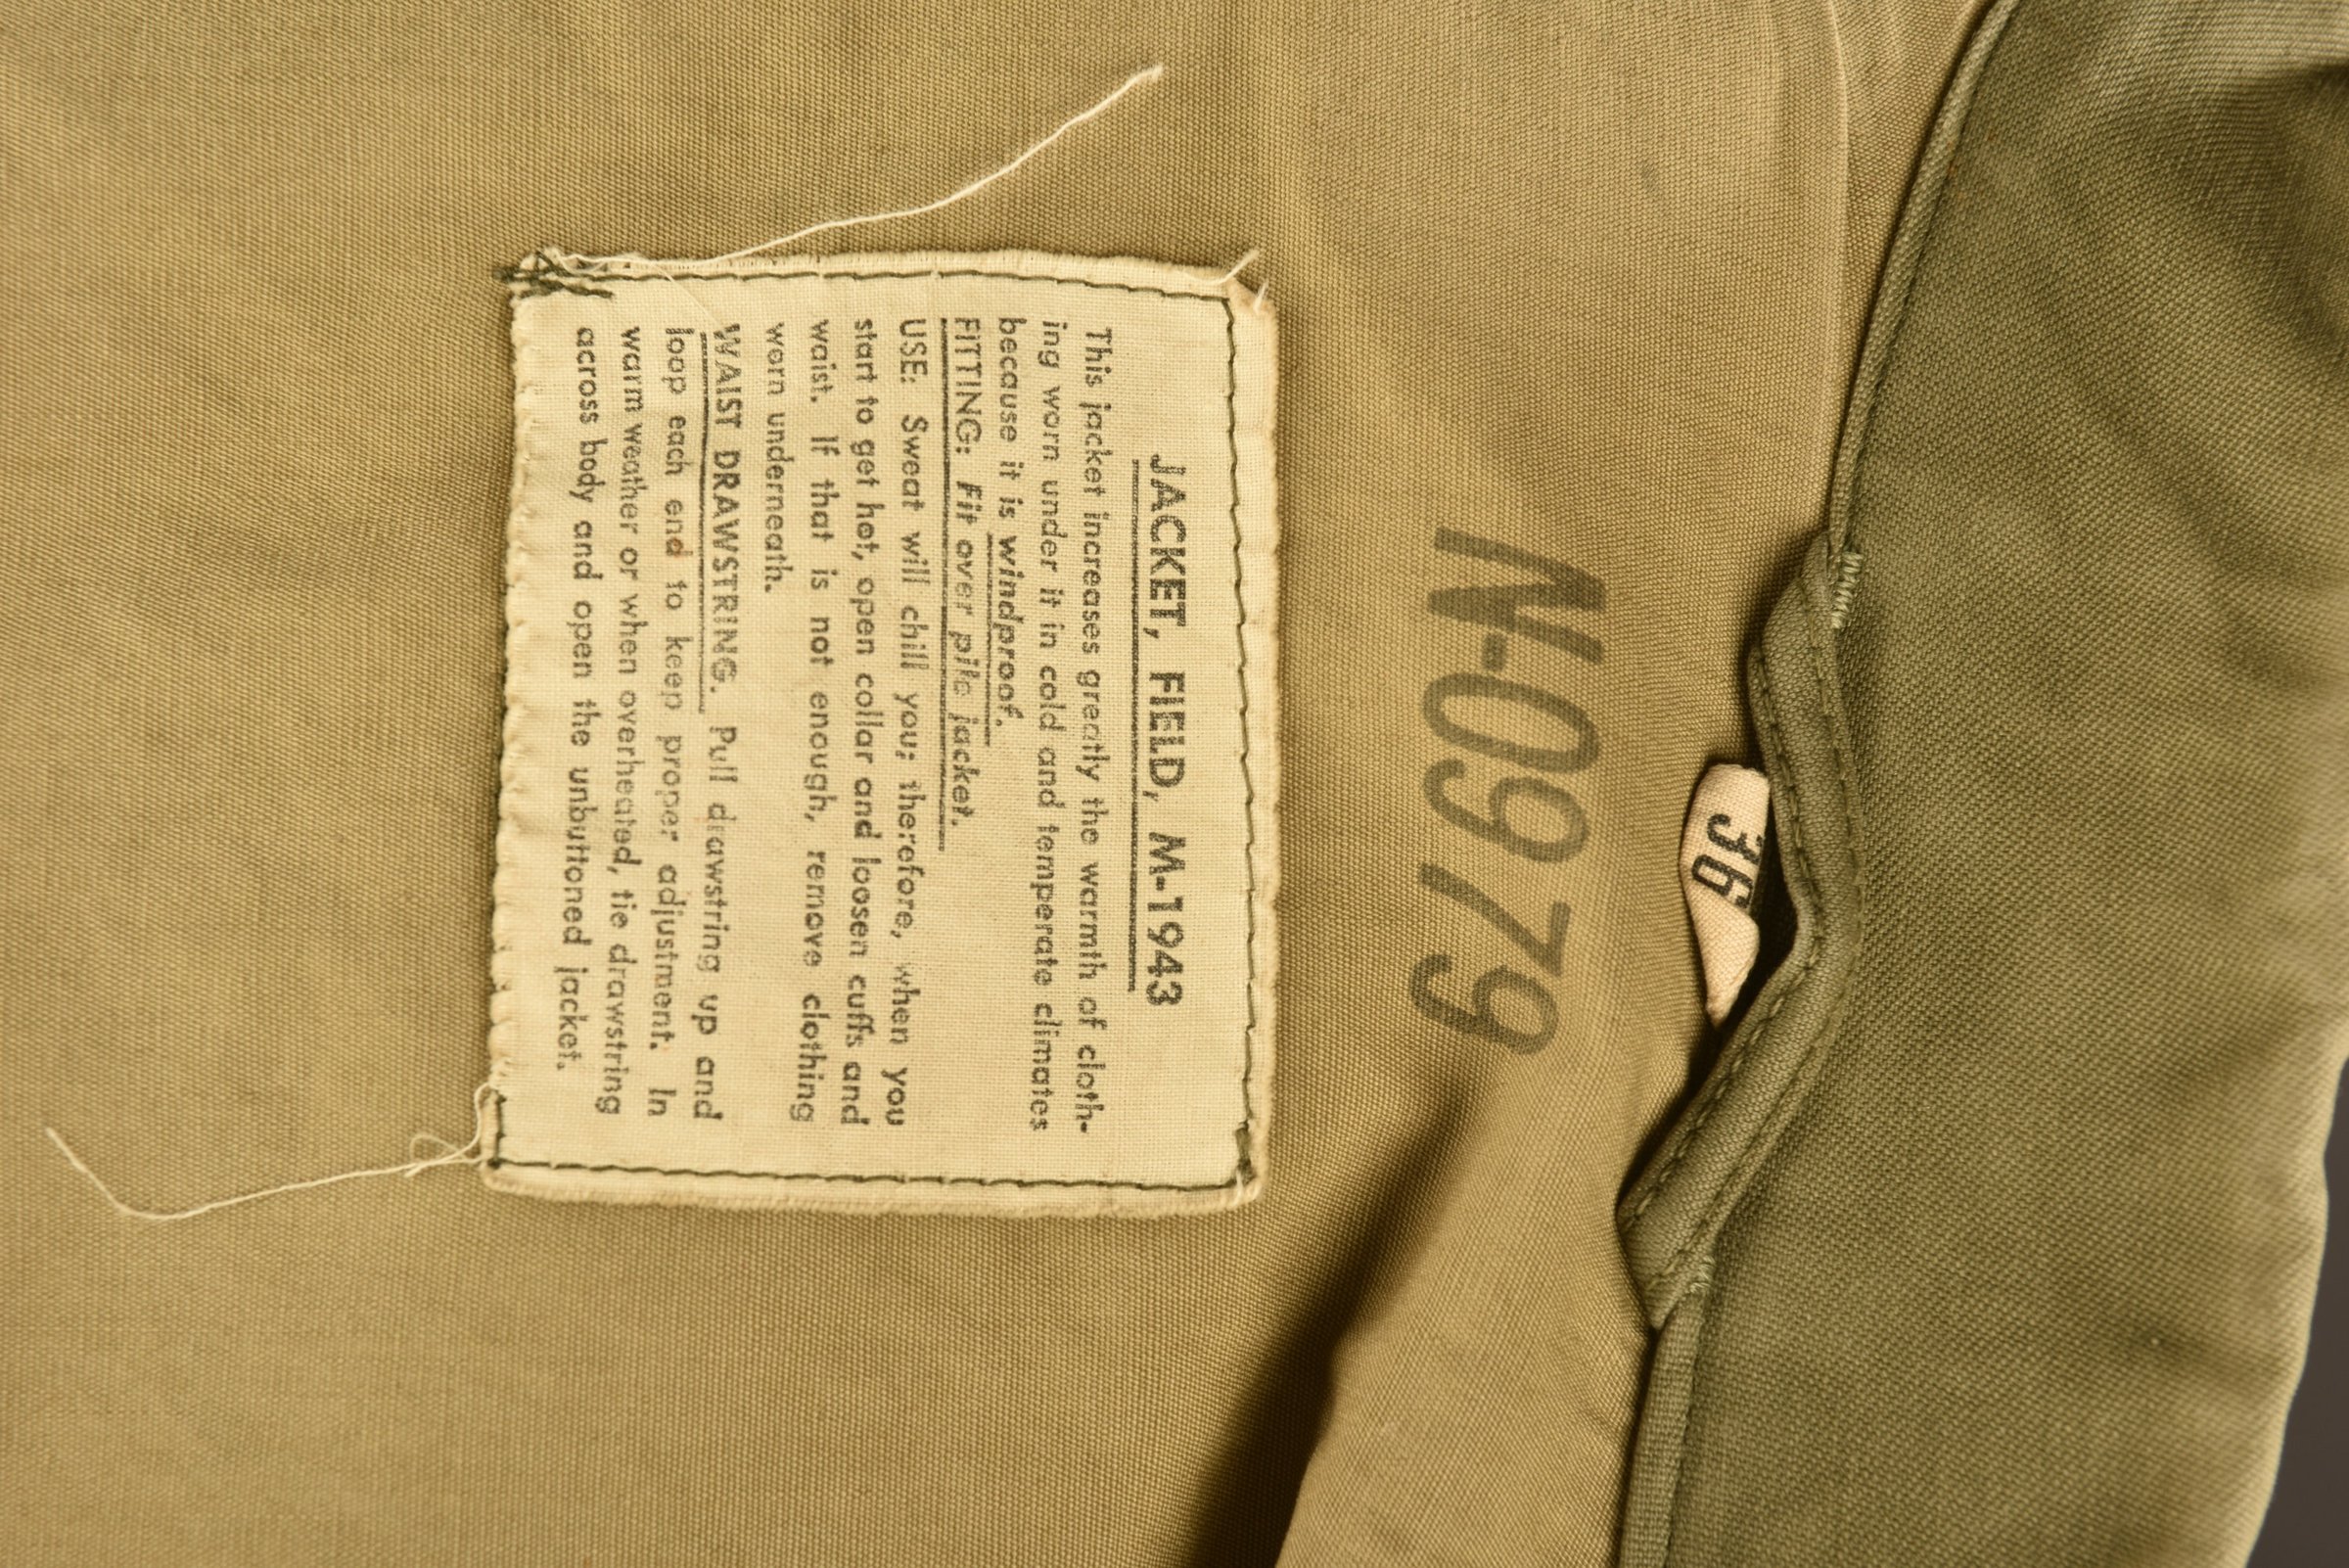 JACKET, FIELD, M-1943
This jacket increases greatly the warmth of cloth-
ing worn under it in cold and temperate climates
because it is windproof.
FITTING: Fit over pile jacket.
USE: Sweat will chill you; therefore, when you
start to get hot, open collar and loosen cuffs and
waist. If that is not enough, remove clothing
worn underneath.
WAIST DRAWSTRING. Pull drawstring up and
loop each end to keep proper adjustment. In
warm weather or when overheated, tie drawstring
across body and open the unbuttoned jacket.
N-0979
36